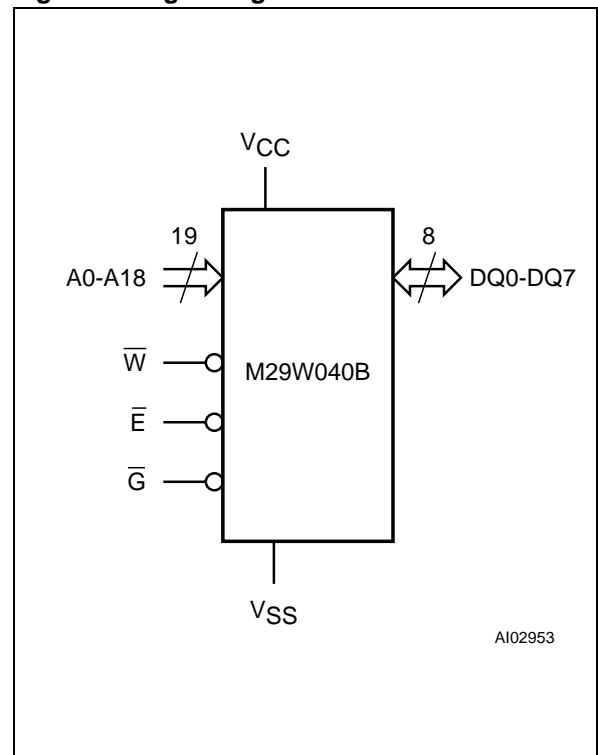 VCC
19
8
A0-A18
DQ0-DQ7
W̅
M29W040B
E̅
G̅
VSS
AI02953